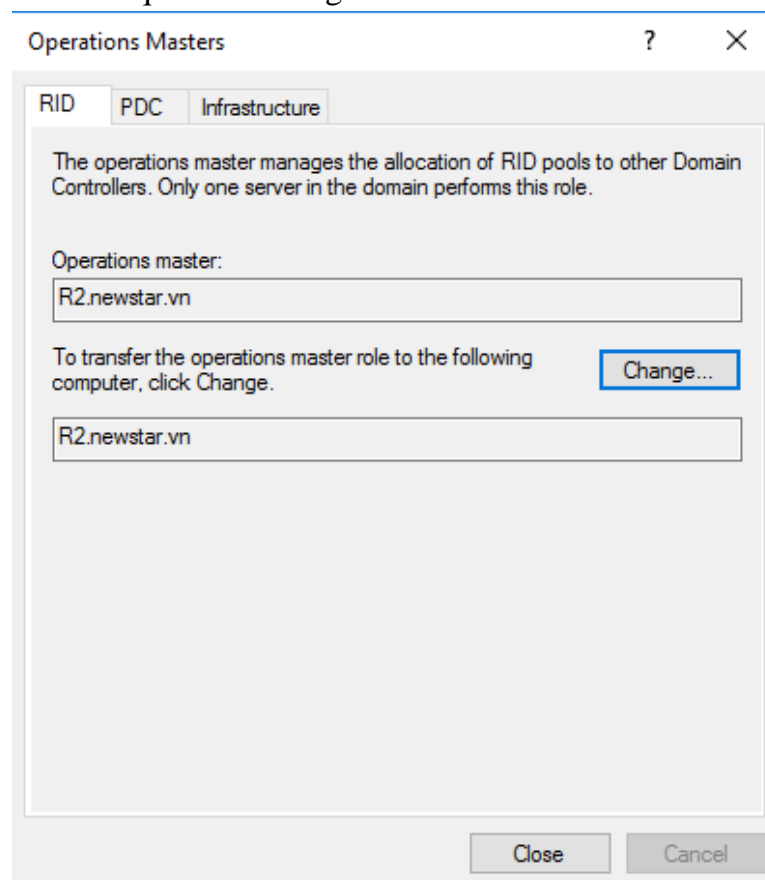 Operations Masters ? ×
RID PDC Infrastructure
The operations master manages the allocation of RID pools to other Domain
Controllers. Only one server in the domain performs this role.
Operations master:
R2.newstar.vn
To transfer the operations master role to the following
computer, click Change.
Change...
R2.newstar.vn
Close Cancel